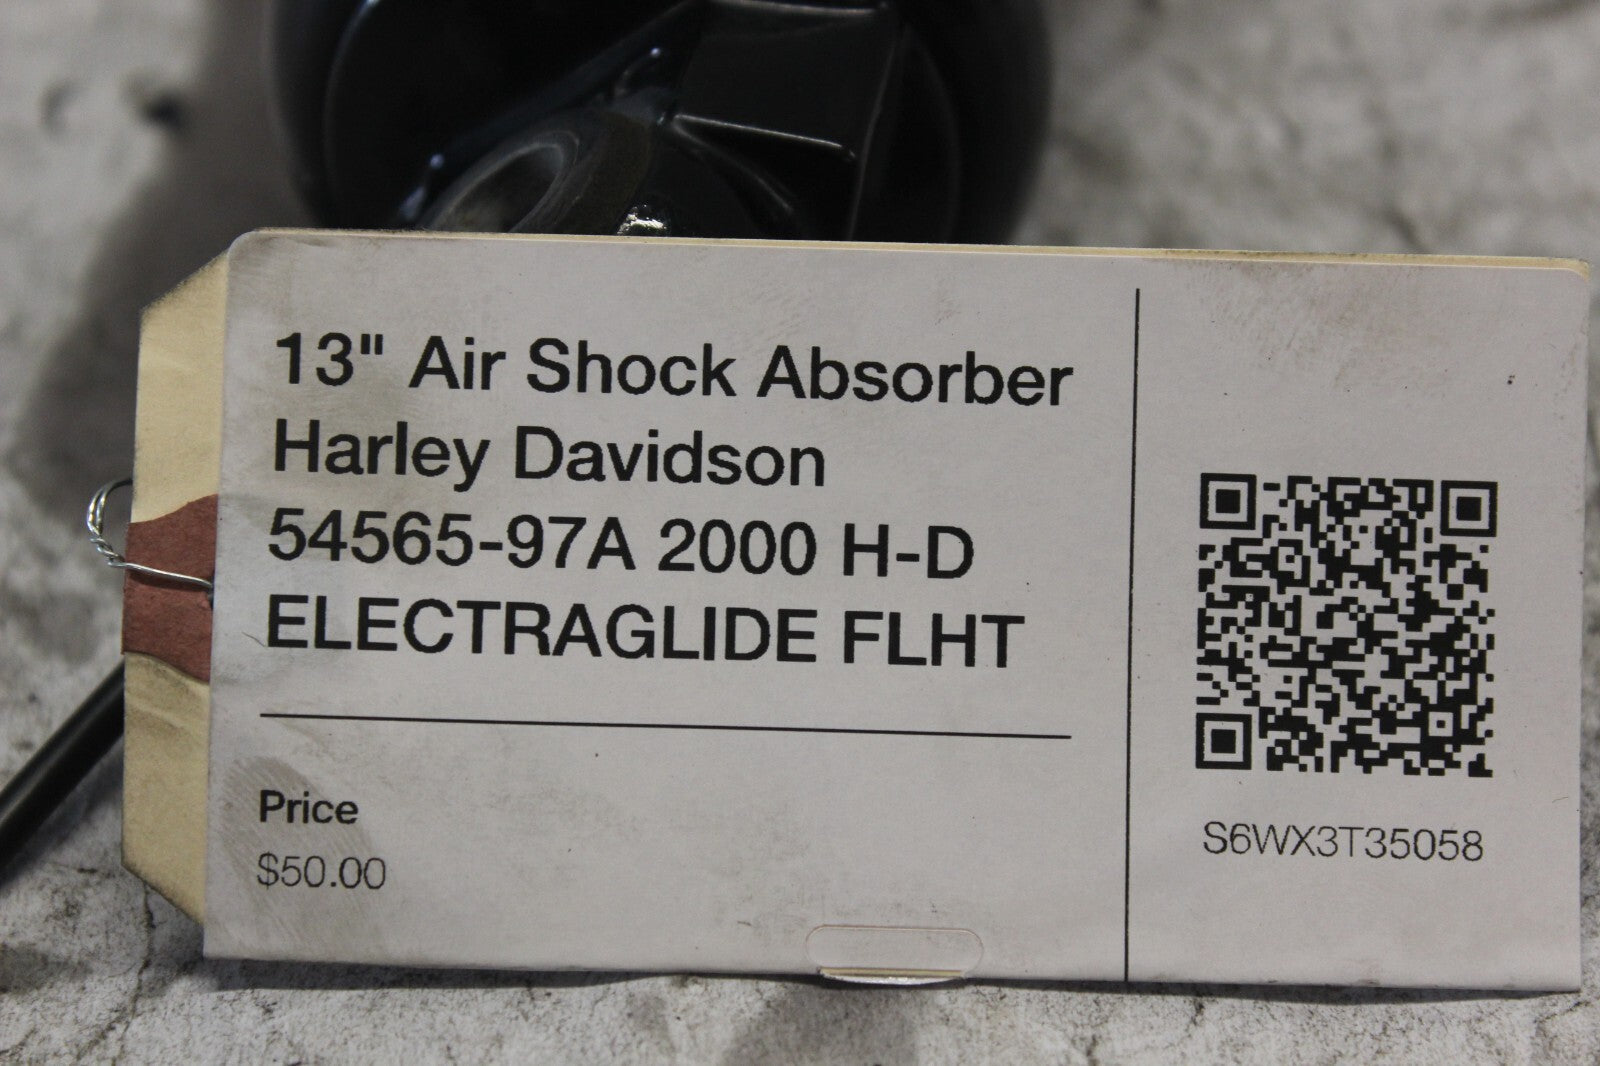 13" Air Shock Absorber
Harley Davidson
54565-97A 2000 H-D
ELECTRAGLIDE FLHT
Price
$50.00
S6WX3T35058